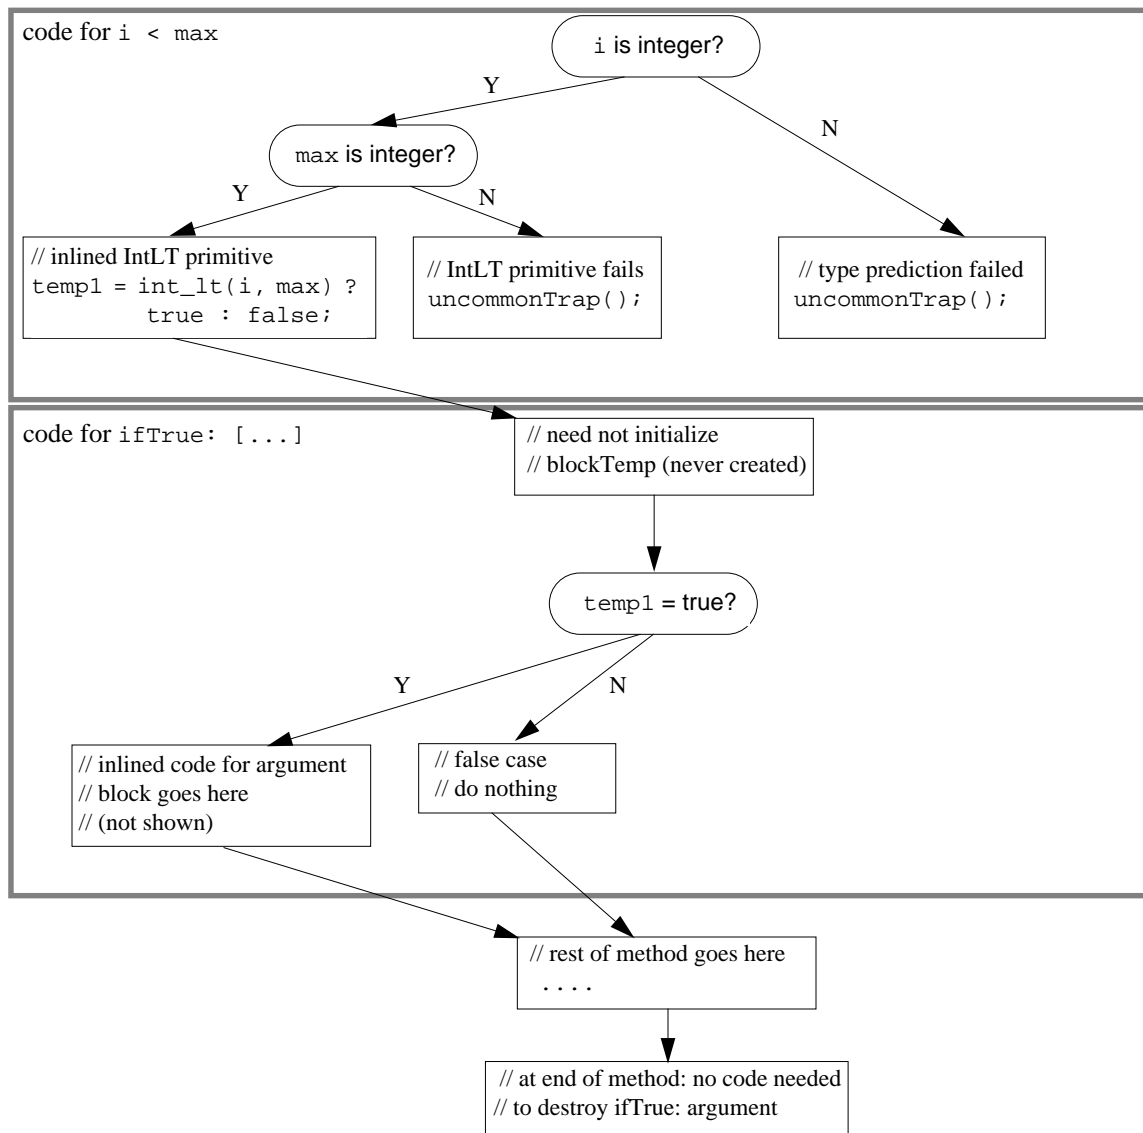 code for i < max
i is integer?
Y
N
max is integer?
Y
N
// inlined IntLT primitive
temp1 = int_lt(i, max) ?
true : false;
// IntLT primitive fails
uncommonTrap();
// type prediction failed
uncommonTrap();
code for ifTrue: [...]
// need not initialize
// blockTemp (never created)
temp1 = true?
Y
N
// inlined code for argument
// block goes here
// (not shown)
// false case
// do nothing
// rest of method goes here
....
// at end of method: no code needed
// to destroy ifTrue: argument